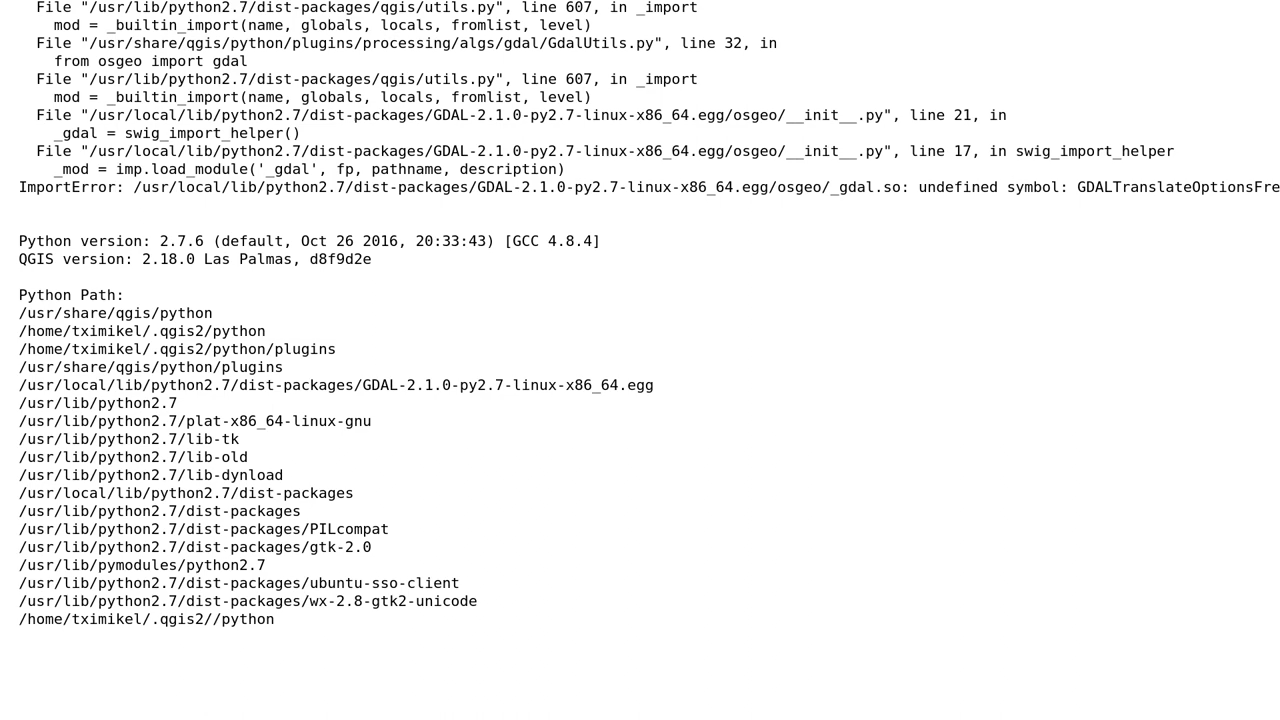 File "/usr/lib/python2.7/dist-packages/qgis/utils.py", line 607, in _import
mod = _builtin_import(name, globals, locals, fromlist, level)
File "/usr/share/qgis/python/plugins/processing/algs/gdal/GdalUtils.py", line 32, in
from osgeo import gdal
File "/usr/lib/python2.7/dist-packages/qgis/utils.py", line 607, in _import
mod = _builtin_import(name, globals, locals, fromlist, level)
File "/usr/local/lib/python2.7/dist-packages/GDAL-2.1.0-py2.7-linux-x86_64.egg/osgeo/__init__.py", line 21, in
_gdal = swig_import_helper()
File "/usr/local/lib/python2.7/dist-packages/GDAL-2.1.0-py2.7-linux-x86_64.egg/osgeo/__init__.py", line 17, in swig_import_helper
_mod = imp.load_module('_gdal', fp, pathname, description)
ImportError: /usr/local/lib/python2.7/dist-packages/GDAL-2.1.0-py2.7-linux-x86_64.egg/osgeo/_gdal.so: undefined symbol: GDALTranslateOptionsFre
Python version: 2.7.6 (default, Oct 26 2016, 20:33:43) [GCC 4.8.4]
QGIS version: 2.18.0 Las Palmas, d8f9d2e
Python Path:
/usr/share/qgis/python
/home/tximikel/.qgis2/python
/home/tximikel/.qgis2/python/plugins
/usr/share/qgis/python/plugins
/usr/local/lib/python2.7/dist-packages/GDAL-2.1.0-py2.7-linux-x86_64.egg
/usr/lib/python2.7
/usr/lib/python2.7/plat-x86_64-linux-gnu
/usr/lib/python2.7/lib-tk
/usr/lib/python2.7/lib-old
/usr/lib/python2.7/lib-dynload
/usr/local/lib/python2.7/dist-packages
/usr/lib/python2.7/dist-packages
/usr/lib/python2.7/dist-packages/PILcompat
/usr/lib/python2.7/dist-packages/gtk-2.0
/usr/lib/pymodules/python2.7
/usr/lib/python2.7/dist-packages/ubuntu-sso-client
/usr/lib/python2.7/dist-packages/wx-2.8-gtk2-unicode
/home/tximikel/.qgis2//python